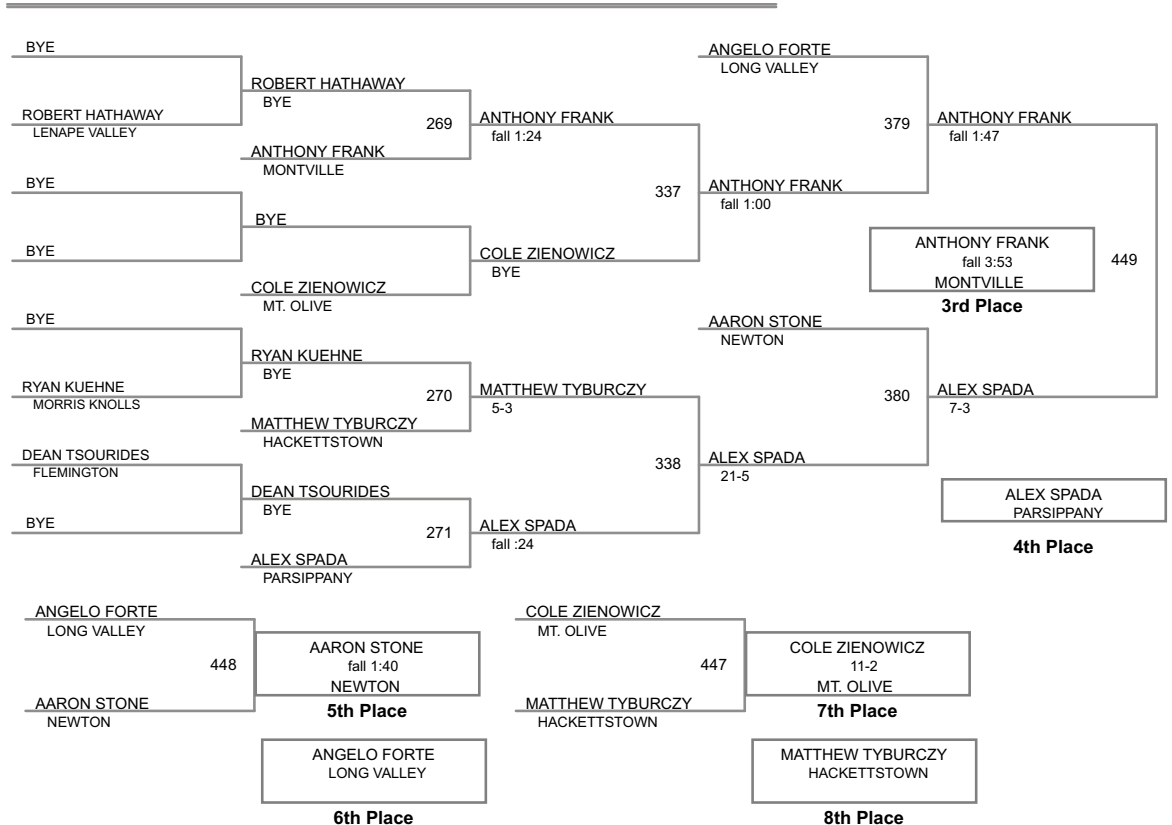 BYE
ANGELO FORTE
LONG VALLEY
ROBERT HATHAWAY
BYE
ROBERT HATHAWAY
LENAPE VALLEY
269
ANTHONY FRANK
fall 1:24
379
ANTHONY FRANK
fall 1:47
ANTHONY FRANK
MONTVILLE
BYE
337
ANTHONY FRANK
fall 1:00
BYE
ANTHONY FRANK
fall 3:53
MONTVILLE
3rd Place
449
BYE
COLE ZIENOWICZ
BYE
COLE ZIENOWICZ
MT. OLIVE
BYE
AARON STONE
NEWTON
RYAN KUEHNE
BYE
RYAN KUEHNE
MORRIS KNOLLS
270
MATTHEW TYBURCZY
5-3
380
ALEX SPADA
7-3
MATTHEW TYBURCZY
HACKETTSTOWN
DEAN TSOURIDES
FLEMINGTON
338
ALEX SPADA
21-5
DEAN TSOURIDES
BYE
ALEX SPADA
PARSIPPANY
4th Place
BYE
271
ALEX SPADA
fall :24
ALEX SPADA
PARSIPPANY
ANGELO FORTE
LONG VALLEY
448
AARON STONE
fall 1:40
NEWTON
5th Place
AARON STONE
NEWTON
ANGELO FORTE
LONG VALLEY
6th Place
COLE ZIENOWICZ
MT. OLIVE
447
COLE ZIENOWICZ
11-2
MT. OLIVE
7th Place
MATTHEW TYBURCZY
HACKETTSTOWN
MATTHEW TYBURCZY
HACKETTSTOWN
8th Place